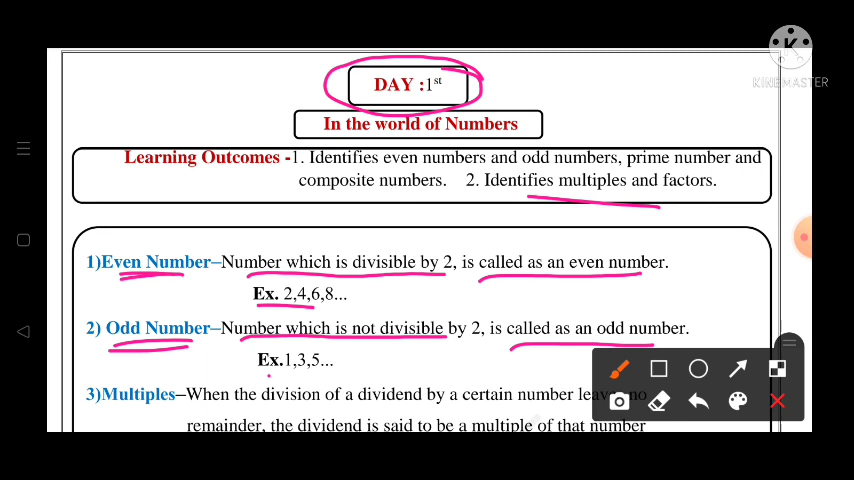 DAY :1st
KINEMASTER
In the world of Numbers
Learning Outcomes -1. Identifies even numbers and odd numbers, prime number and
composite numbers. 2. Identifies multiples and factors.
1)Even Number–Number which is divisible by 2, is called as an even number.
Ex. 2,4,6,8...
2) Odd Number–Number which is not divisible by 2, is called as an odd number.
Ex.1,3,5...
3)Multiples–When the division of a dividend by a certain number leave no
remainder, the dividend is said to be a multiple of that number